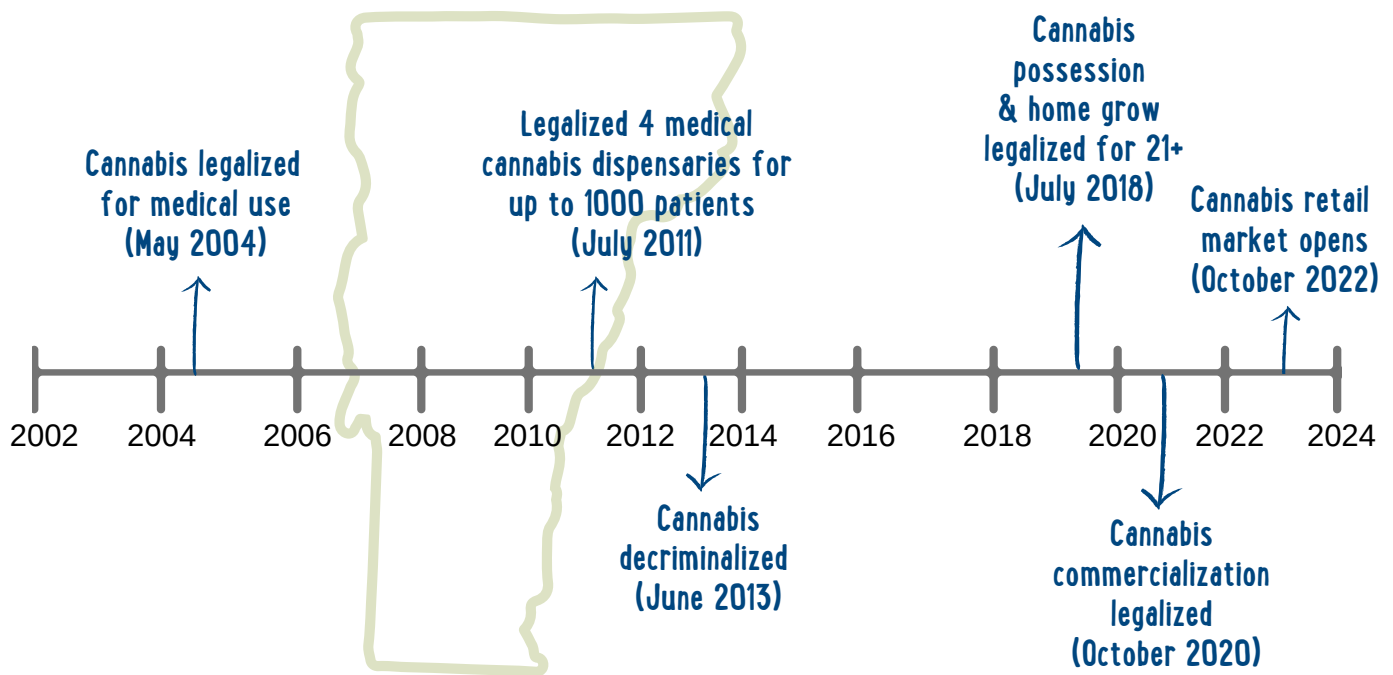 Cannabis legalized
for medical use
(May 2004)
Legalized 4 medical
cannabis dispensaries for
up to 1000 patients
(July 2011)
Cannabis
possession
& home grow
legalized for 21+
(July 2018)
Cannabis retail
market opens
(October 2022)
2002 2004 2006 2008 2010 2012 2014 2016 2018 2020 2022 2024
Cannabis
decriminalized
(June 2013)
Cannabis
commercialization
legalized
(October 2020)